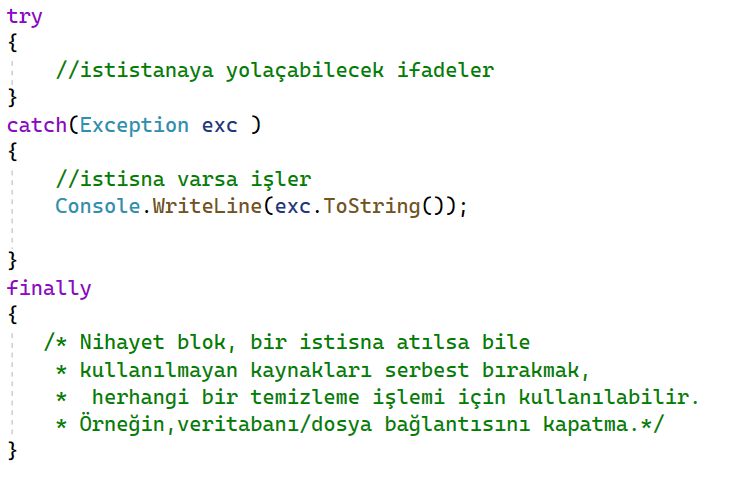 try
{
//ististanaya yolaçabilecek ifadeler
}
catch(Exception exc )
{
//istisna varsa işler
Console.WriteLine(exc.ToString());
}
finally
{
/* Nihayet blok, bir istisna atılsa bile
* kullanılmayan kaynakları serbest bırakmak,
*  herhangi bir temizleme işlemi için kullanılabilir.
* Örneğin,veritabanı/dosya bağlantısını kapatma.*/
}